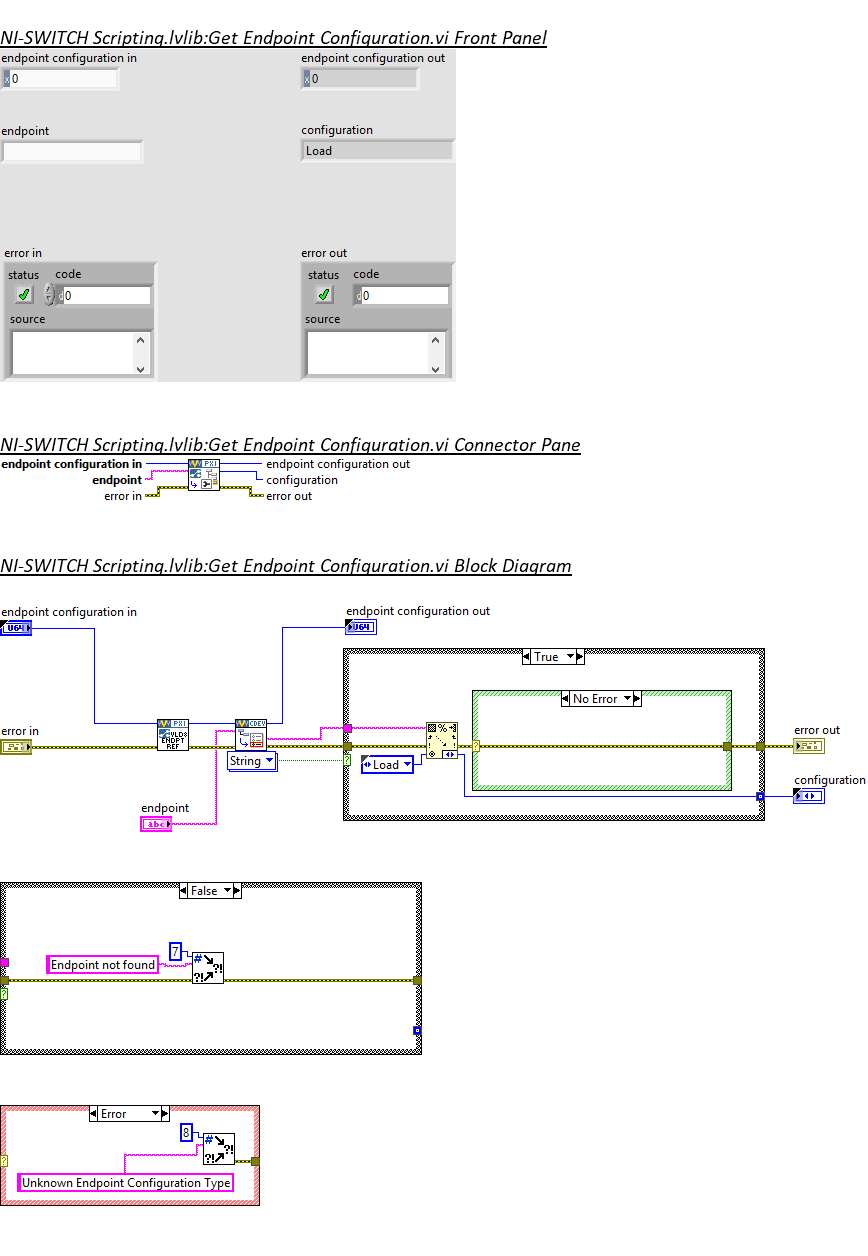 NI-SWITCH Scripting.lvlib:Get Endpoint Configuration.vi Front Panel
endpoint configuration in
endpoint configuration out
x 0
x 0
endpoint
configuration
Load
error in
error out
status code
status code
d 0
d 0
source
source
NI-SWITCH Scripting.lvlib:Get Endpoint Configuration.vi Connector Pane
endpoint configuration in
PXI
endpoint configuration out
endpoint
configuration
error in
error out
NI-SWITCH Scripting.lvlib:Get Endpoint Configuration.vi Block Diagram
endpoint configuration in
endpoint configuration out
U64
U64
True
No Error
error in
PXI
CDEV
VLD8
ENDPT
REF
error out
String
Load
configuration
endpoint
abc
False
7
Endpoint not found
#
?!
?!
Error
8
#
?!
?!
Unknown Endpoint Configuration Type